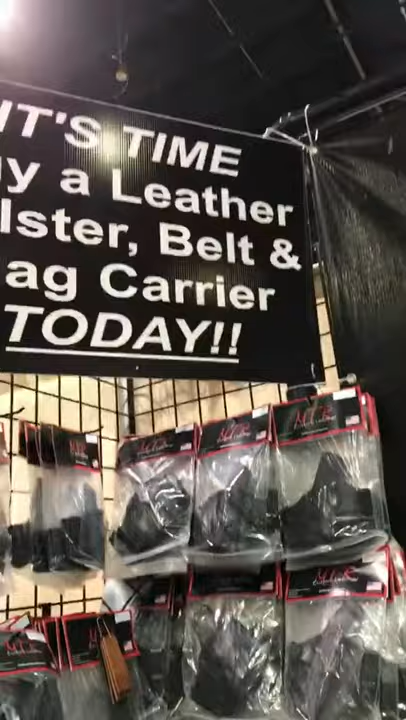 IT'S TIME
y a Leather
lster, Belt &
ag Carrier
TODAY!!